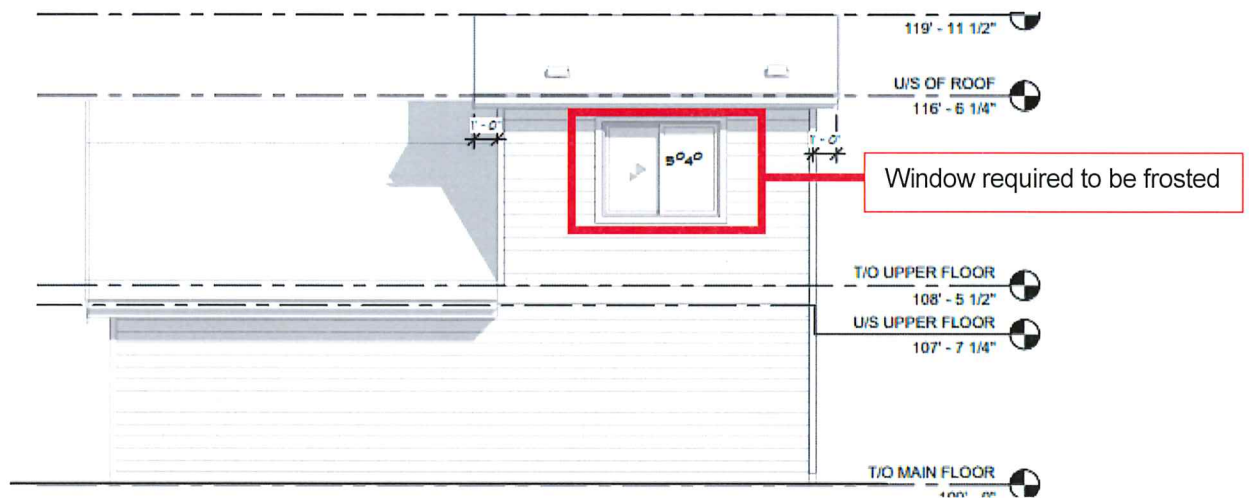 119' - 11 1/2"
U/S OF ROOF
116' - 6 1/4"
1' - 0"
1' - 0"
5⁰4⁰
Window required to be frosted
T/O UPPER FLOOR
108' - 5 1/2"
U/S UPPER FLOOR
107' - 7 1/4"
T/O MAIN FLOOR